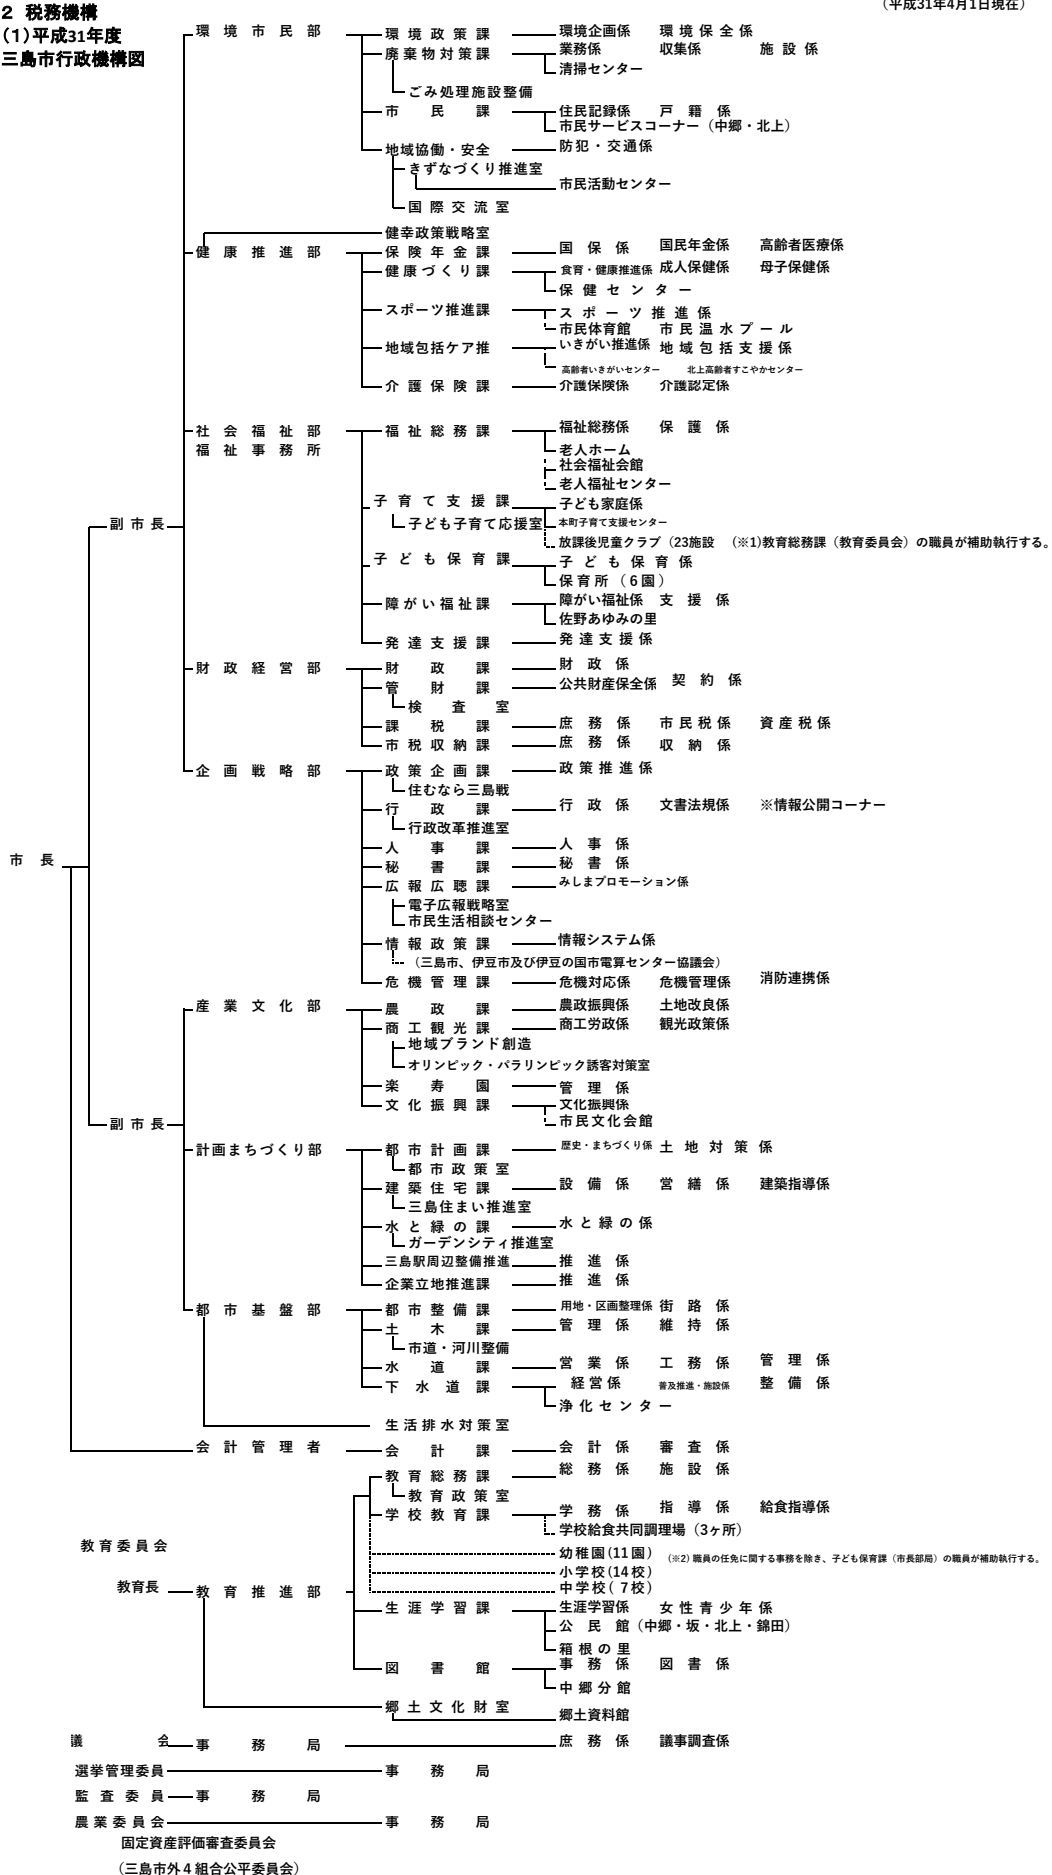 2 税務機構
(平成31年4月1日現在)
(1)平成31年度
三島市行政機構図
環境市民部 環境政策課 環境企画係 環境保全係
廃棄物対策課 業務係 収集係 施設係
清掃センター
ごみ処理施設整備
市民課 住民記録係 戸籍係
市民サービスコーナー(中郷・北上)
地域協働・安全 防犯・交通係
きずなづくり推進室
市民活動センター
国際交流室
健幸政策戦略室
健康推進部 保険年金課 国保係 国民年金係 高齢者医療係
健康づくり課 食育・健康推進係 成人保健係 母子保健係
保健センター
スポーツ推進課 スポーツ推進係
市民体育館 市民温水プール
地域包括ケア推 いきがい推進係 地域包括支援係
高齢者いきがいセンター 北上高齢者すこやかセンター
介護保険課 介護保険係 介護認定係
社会福祉部 福祉総務課 福祉総務係 保護係
福祉事務所
老人ホーム
社会福祉会館
老人福祉センター
子育て支援課 子ども家庭係
副市長 子ども子育て応援室 本町子育て支援センター
放課後児童クラブ(23施設 (※1)教育総務課(教育委員会)の職員が補助執行する。
子ども保育課 子ども保育係
保育所(6園)
障がい福祉課 障がい福祉係 支援係
佐野あゆみの里
発達支援課 発達支援係
財政経営部 財政課 財政係
管財課 公共財産保全係 契約係
検査室
課税課 庶務係 市民税係 資産税係
市税収納課 庶務係 収納係
企画戦略部 政策企画課 政策推進係
住むなら三島戦
行政課 行政係 文書法規係 ※情報公開コーナー
行政改革推進室
人事課 人事係
市長 秘書課 秘書係
広報広聴課 みしまプロモーション係
電子広報戦略室
市民生活相談センター
情報政策課 情報システム係
(三島市、伊豆市及び伊豆の国市電算センター協議会)
危機管理課 危機対応係 危機管理係 消防連携係
産業文化部 農政課 農政振興係 土地改良係
商工観光課 商工労政係 観光政策係
地域ブランド創造
オリンピック・パラリンピック誘客対策室
楽寿園 管理係
文化振興課 文化振興係
副市長 市民文化会館
計画まちづくり部 都市計画課 歴史・まちづくり係 土地対策係
都市政策室
建築住宅課 設備係 営繕係 建築指導係
三島住まい推進室
水と緑の課 水と緑の係
ガーデンシティ推進室
三島駅周辺整備推進 推進係
企業立地推進課 推進係
都市基盤部 都市整備課 用地・区画整理係 街路係
土木課 管理係 維持係
市道・河川整備
水道課 営業係 工務係 管理係
下水道課 経営係 普及推進・施設係 整備係
浄化センター
生活排水対策室
会計管理者 会計課 会計係 審査係
教育総務課 総務係 施設係
教育政策室
学校教育課 学務係 指導係 給食指導係
学校給食共同調理場(3ヶ所)
教育委員会
幼稚園(11園) (※2)職員の任免に関する事務を除き、子ども保育課(市長部局)の職員が補助執行する。
小学校(14校)
教育長 教育推進部 中学校(7校)
生涯学習課 生涯学習係 女性青少年係
公民館(中郷・坂・北上・錦田)
箱根の里
図書館 事務係 図書係
中郷分館
郷土文化財室
郷土資料館
議会 事務局 庶務係 議事調査係
選挙管理委員 事務局
監査委員 事務局
農業委員会 事務局
固定資産評価審査委員会
(三島市外4組合公平委員会)